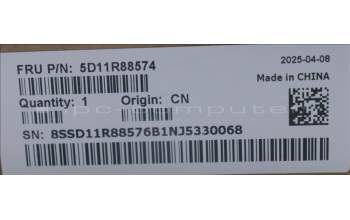 FRU P/N: 5D11R88574
2025-04-08
Made in CHINA
Quantity: 1
Origin: CN
SN: 8SSD11R88576B1NJ5330068